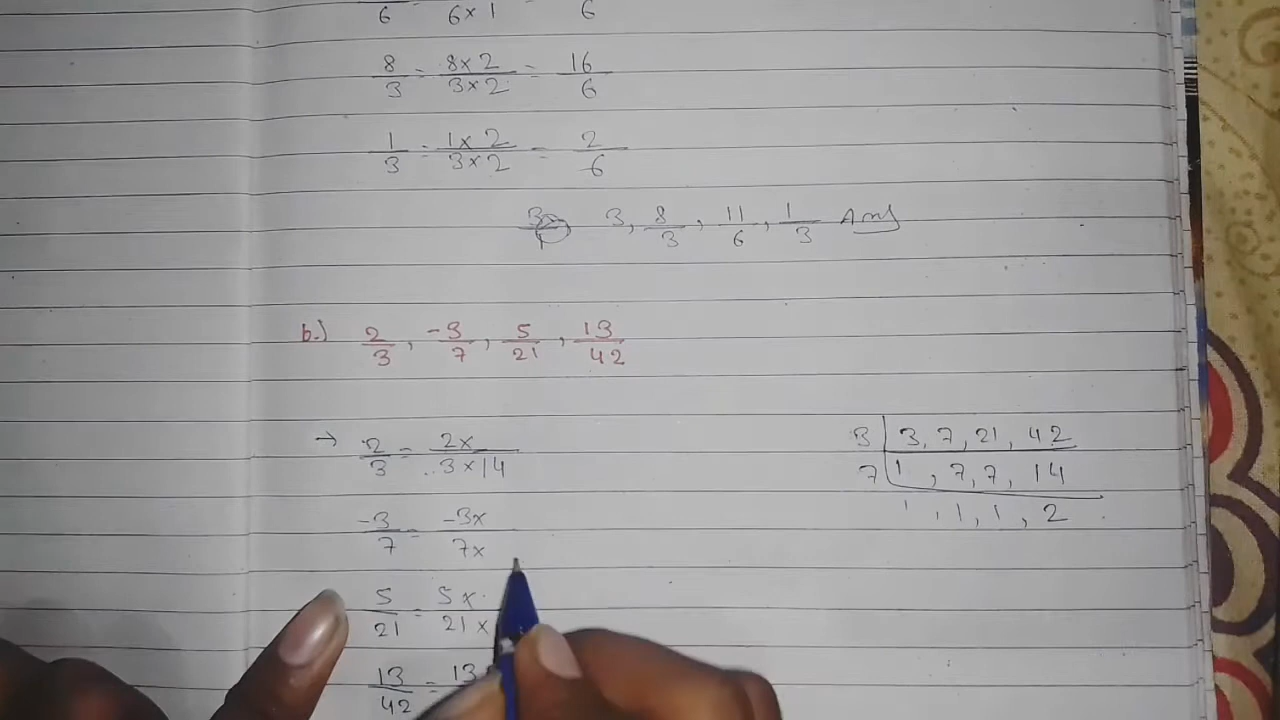 6 6×1 6
8/3 = 8×2/3×2 = 16/6
1/3 = 1×2/3×2 = 2/6
3, 8/3, 11/6, 1/3 Ans
b.) 2/3, -3/7, 5/21, 13/42
→ 2/3 = 2×/3×14
3 | 3, 7, 21, 42
-3/7 = -3×/7×
7 | 1, 7, 7, 14
1, 1, 1, 2
5/21 = 5×/21×
13/42 = 13